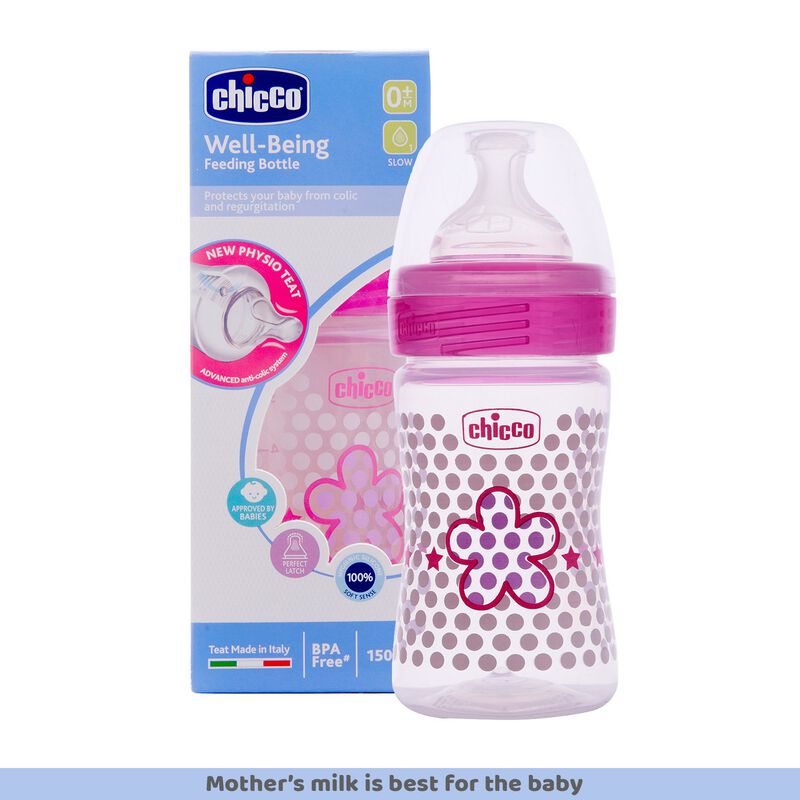 chicco
0+
M
1
SLOW
Well-Being
Feeding Bottle
Protects your baby from colic
and regurgitation
NEW PHYSIO TEAT
ADVANCED anti-colic system
chicco
APPROVED BY
BABIES
PERFECT
LATCH
100%
SOFT SENSE
Teat Made in Italy
BPA
Free#
150
chicco
chicco
Mother's milk is best for the baby